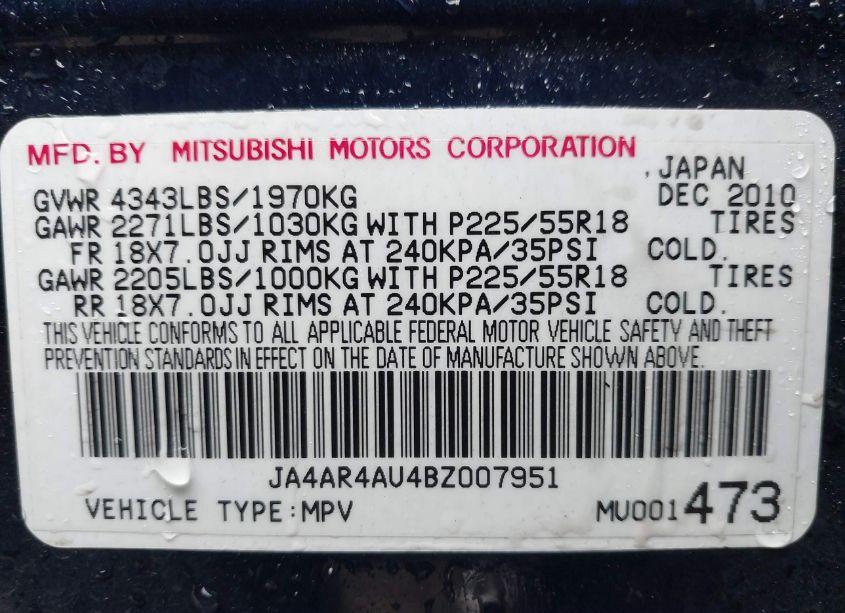 MFD. BY MITSUBISHI MOTORS CORPORATION
, JAPAN
GVWR 4343LBS/1970KG DEC 2010
GAWR 2271LBS/1030KG WITH P225/55R18 TIRES
FR 18X7.0JJ RIMS AT 240KPA/35PSI COLD.
GAWR 2205LBS/1000KG WITH P225/55R18 TIRES
RR 18X7.0JJ RIMS AT 240KPA/35PSI COLD.
THIS VEHICLE CONFORMS TO ALL APPLICABLE FEDERAL MOTOR VEHICLE SAFETY AND THEFT
PREVENTION STANDARDS IN EFFECT ON THE DATE OF MANUFACTURE SHOWN ABOVE.
JA4AR4AU4BZ007951
VEHICLE TYPE:MPV MU001473